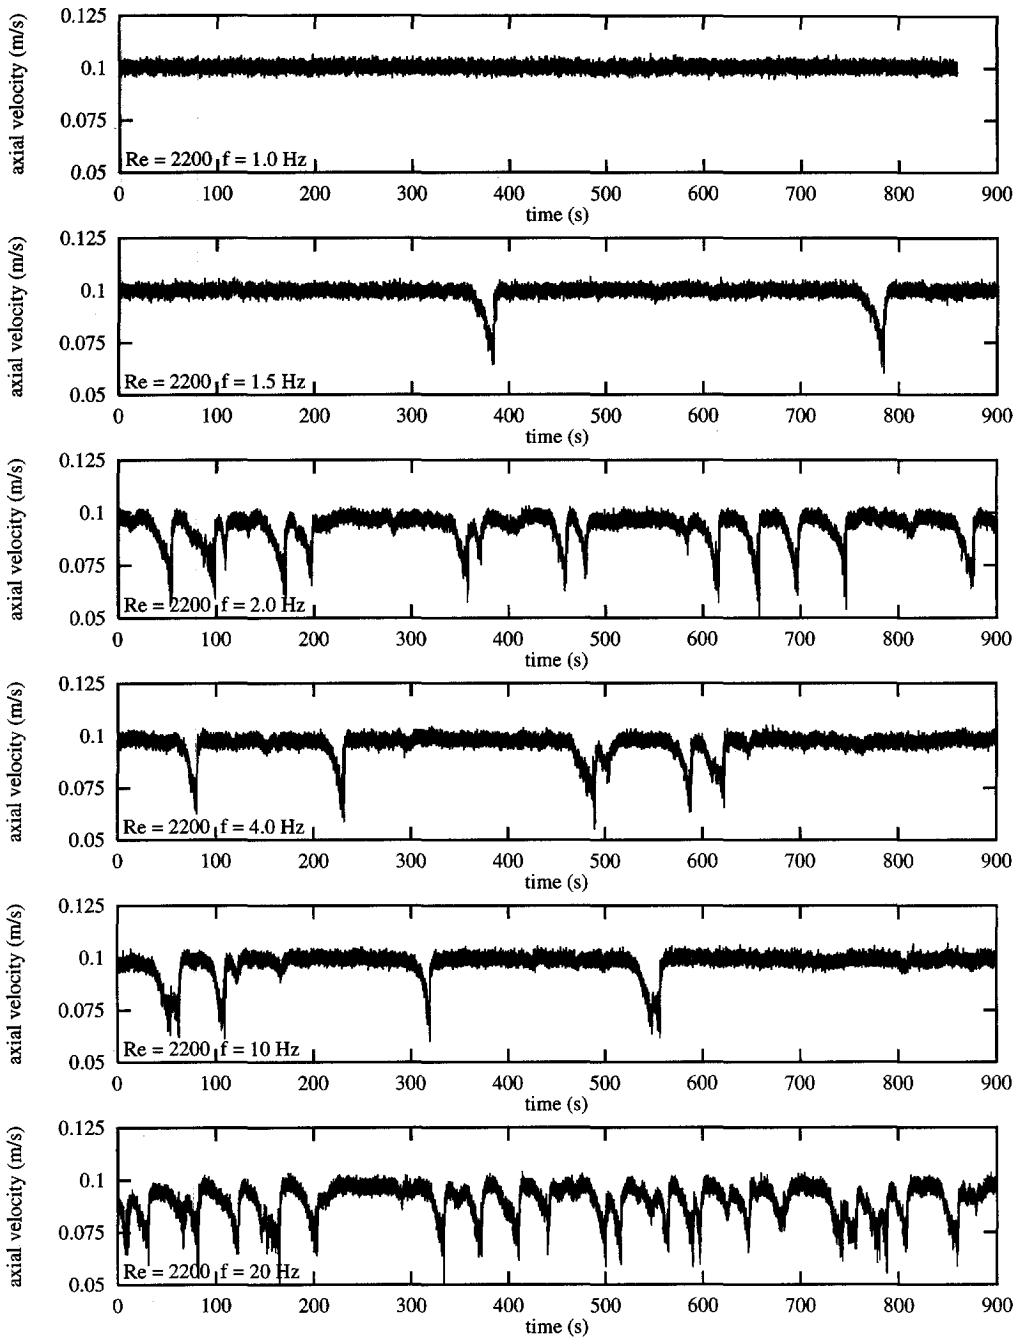 axial velocity (m/s)
0.125
0.1
0.075
0.05
Re = 2200 f = 1.0 Hz
0 100 200 300 400 500 600 700 800 900
time (s)
axial velocity (m/s)
0.125
0.1
0.075
0.05
Re = 2200 f = 1.5 Hz
0 100 200 300 400 500 600 700 800 900
time (s)
axial velocity (m/s)
0.125
0.1
0.075
0.05
Re = 2200 f = 2.0 Hz
0 100 200 300 400 500 600 700 800 900
time (s)
axial velocity (m/s)
0.125
0.1
0.075
0.05
Re = 2200 f = 4.0 Hz
0 100 200 300 400 500 600 700 800 900
time (s)
axial velocity (m/s)
0.125
0.1
0.075
0.05
Re = 2200 f = 10 Hz
0 100 200 300 400 500 600 700 800 900
time (s)
axial velocity (m/s)
0.125
0.1
0.075
0.05
Re = 2200 f = 20 Hz
0 100 200 300 400 500 600 700 800 900
time (s)